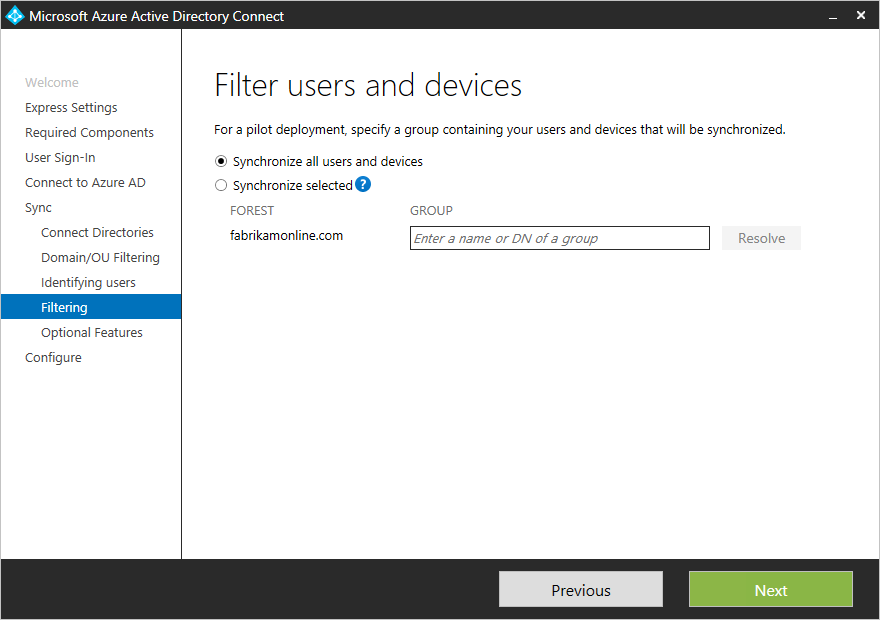 Microsoft Azure Active Directory Connect
Welcome
Express Settings
Required Components
User Sign-In
Connect to Azure AD
Sync
Connect Directories
Domain/OU Filtering
Identifying users
Filtering
Optional Features
Configure
Filter users and devices
For a pilot deployment, specify a group containing your users and devices that will be synchronized.
Synchronize all users and devices
Synchronize selected ?
FOREST GROUP
fabrikamonline.com Enter a name or DN of a group Resolve
Previous Next